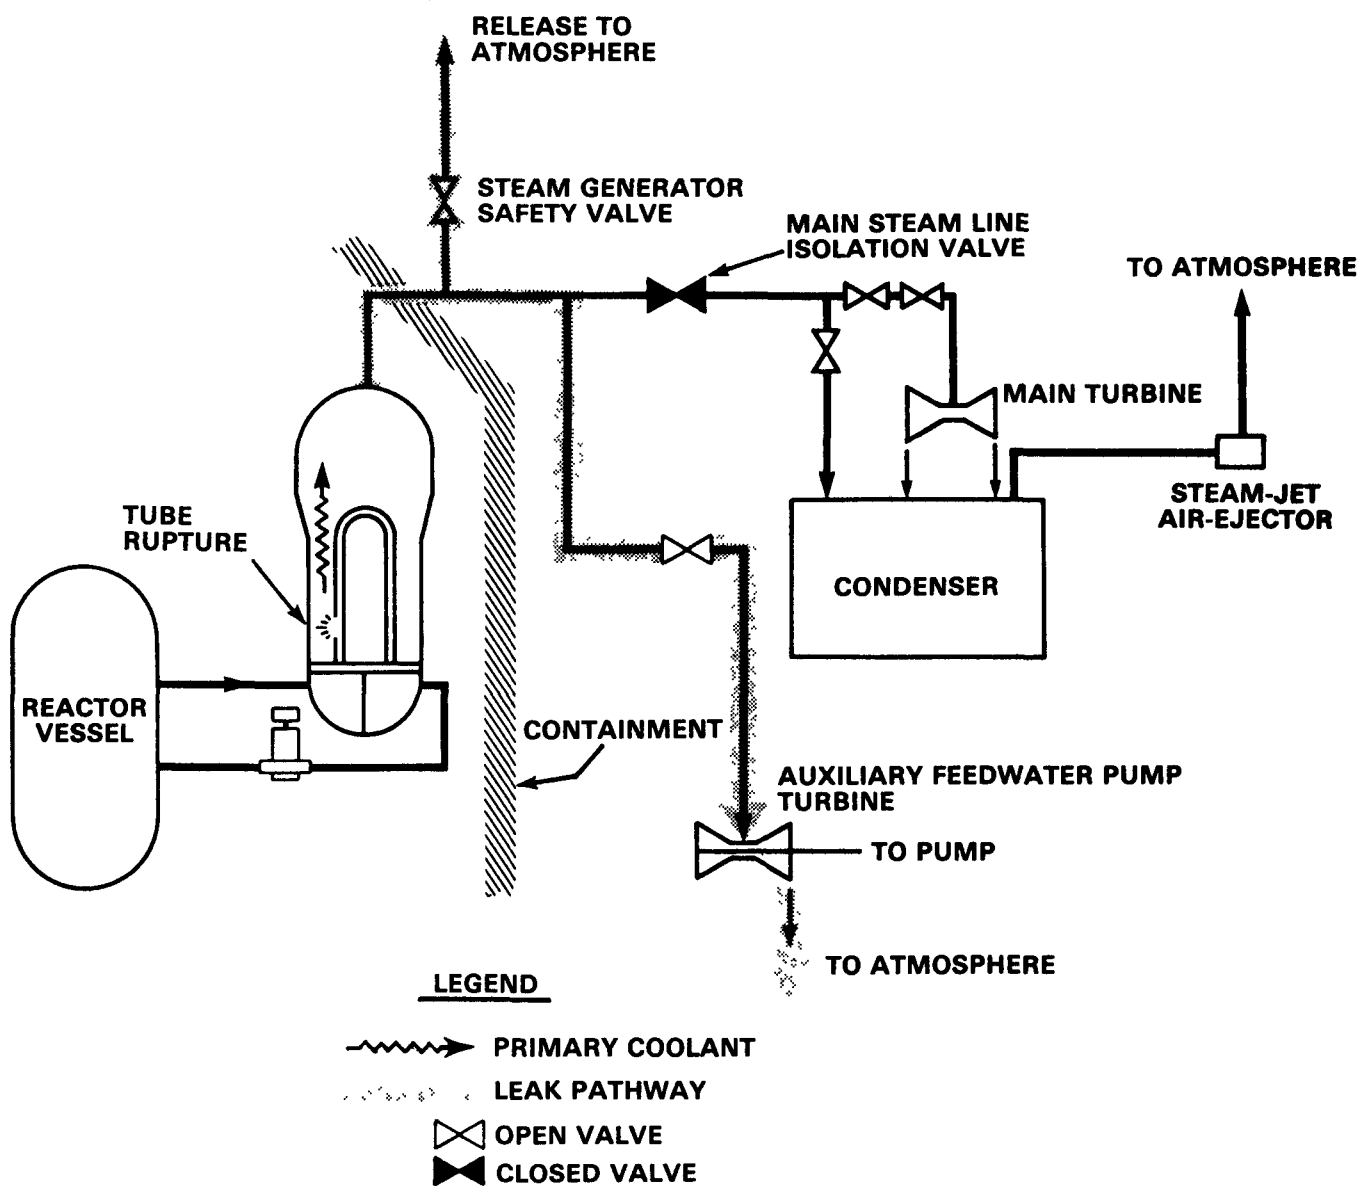 RELEASE TO
ATMOSPHERE
STEAM GENERATOR
SAFETY VALVE
MAIN STEAM LINE
ISOLATION VALVE
TO ATMOSPHERE
MAIN TURBINE
STEAM-JET
AIR-EJECTOR
TUBE
RUPTURE
CONDENSER
REACTOR
VESSEL
CONTAINMENT
AUXILIARY FEEDWATER PUMP
TURBINE
TO PUMP
TO ATMOSPHERE
LEGEND
PRIMARY COOLANT
LEAK PATHWAY
OPEN VALVE
CLOSED VALVE